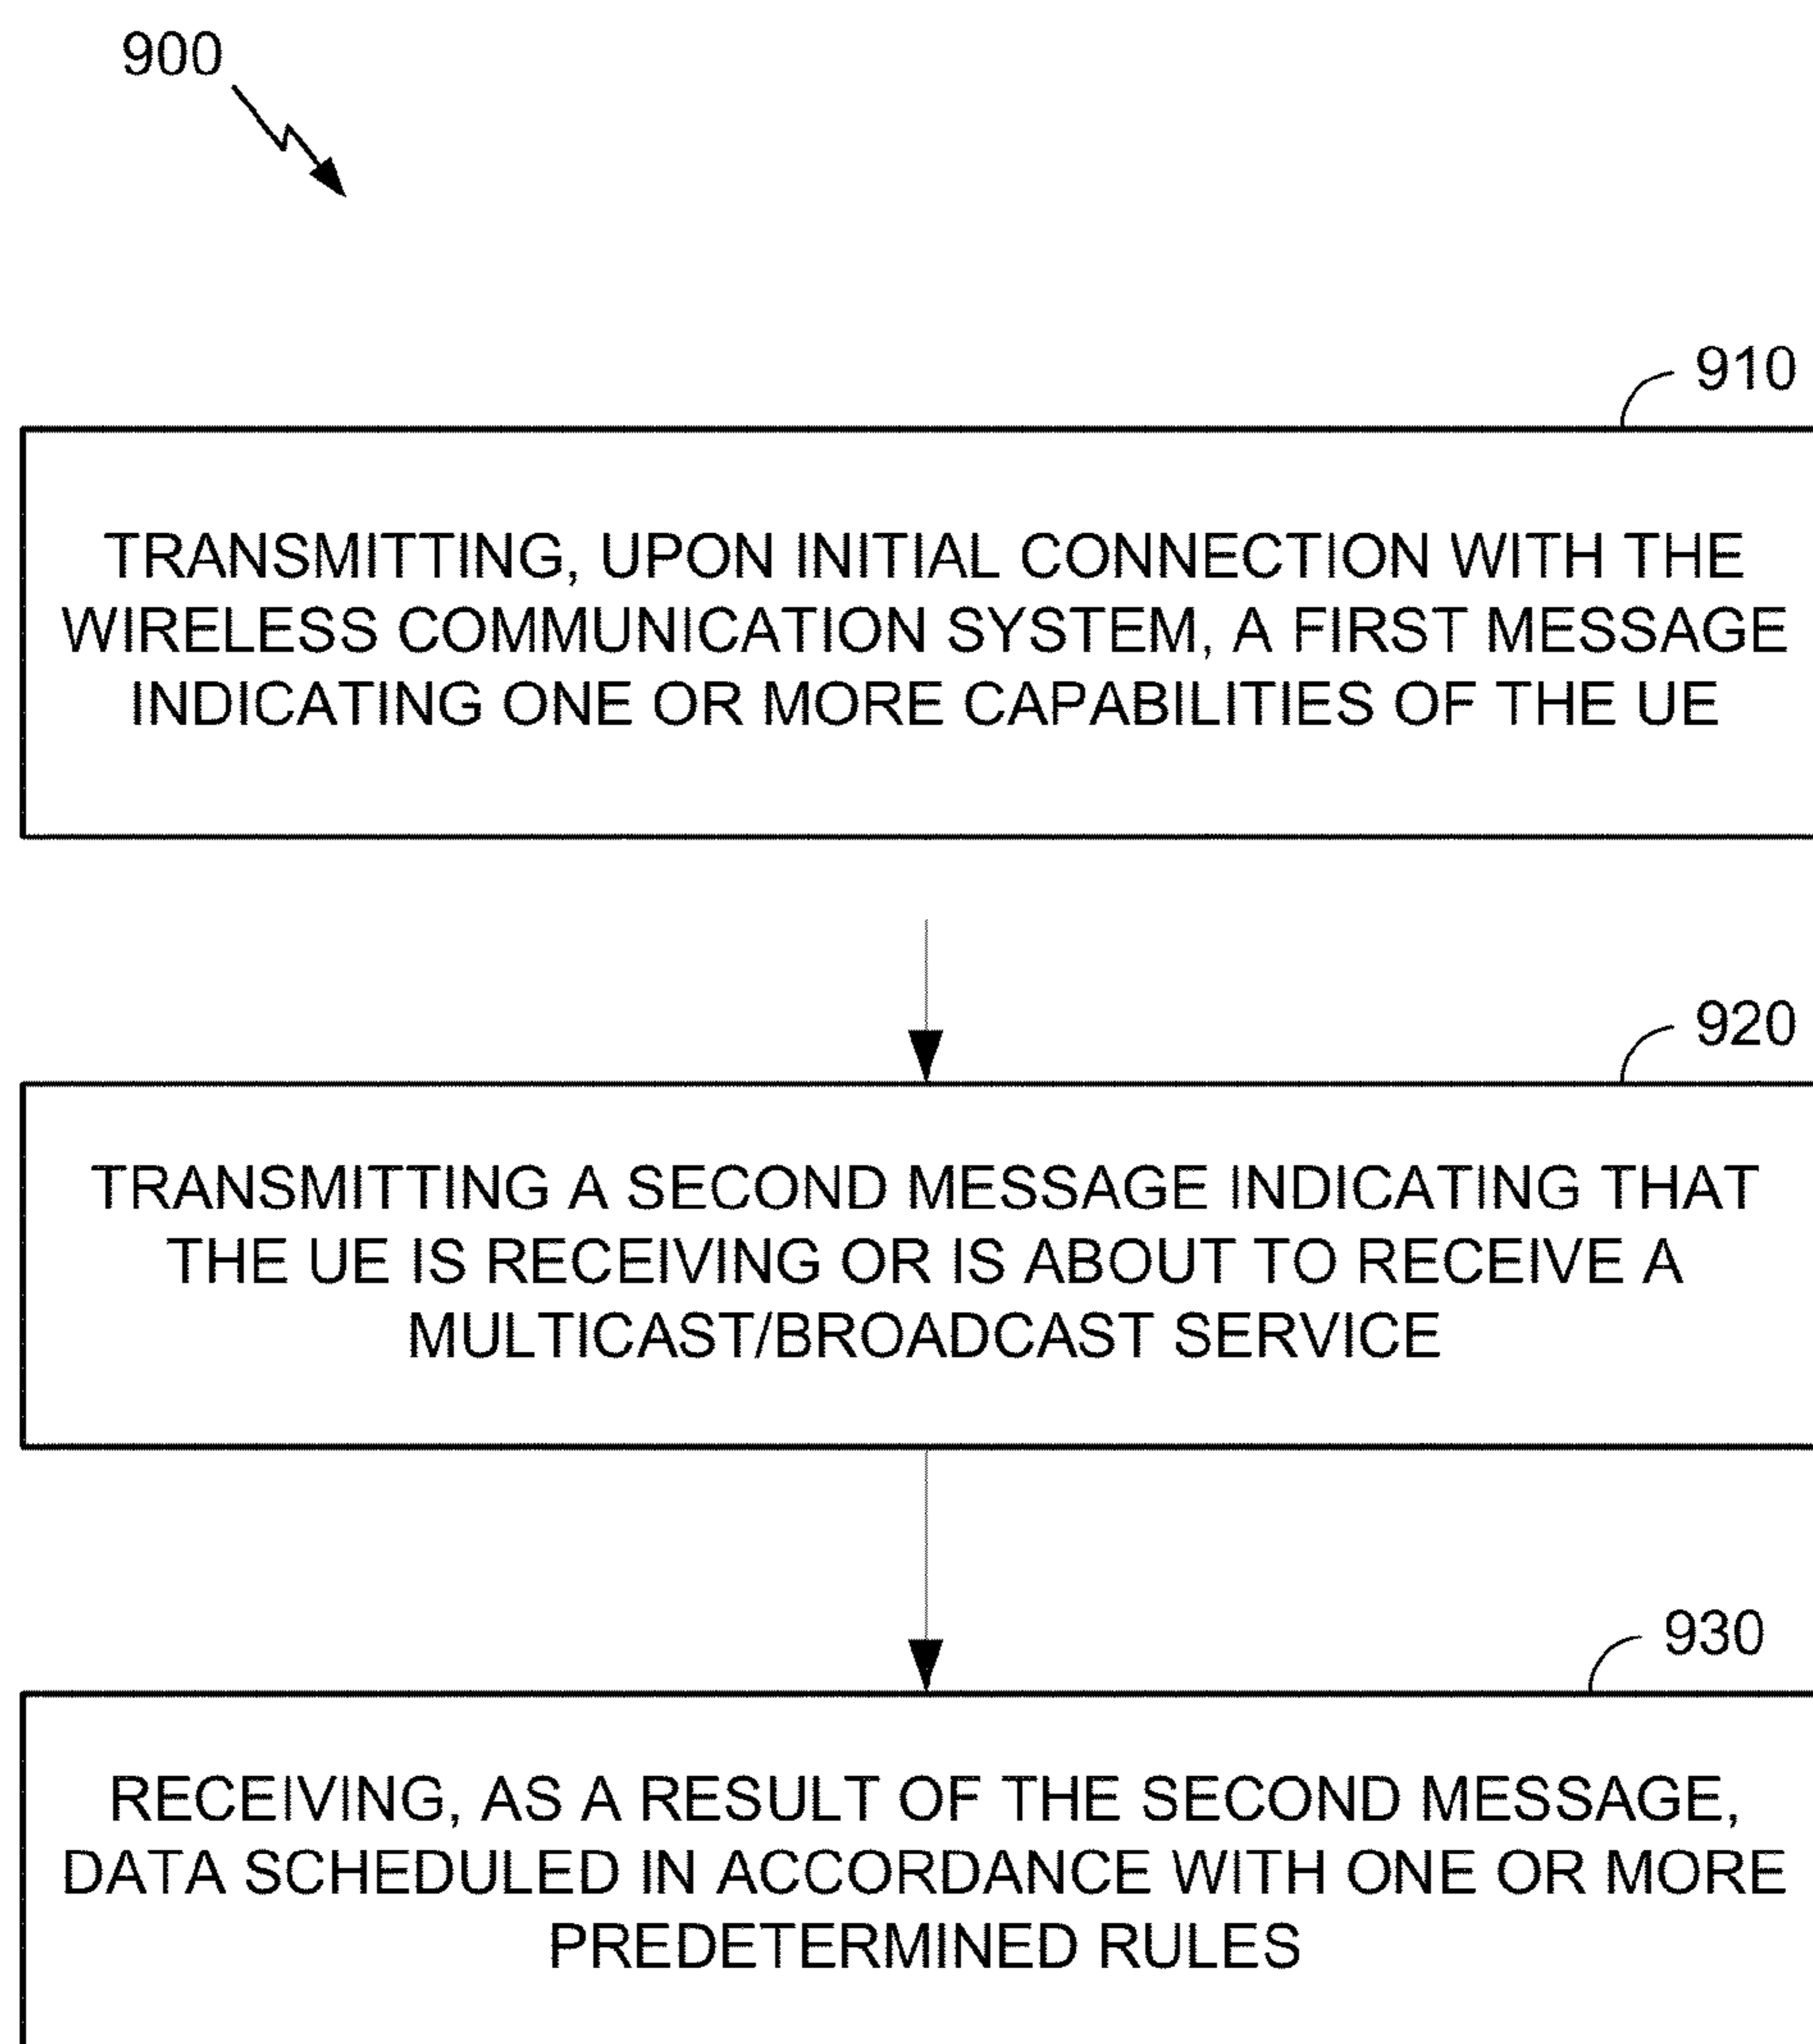 900
910
TRANSMITTING, UPON INITIAL CONNECTION WITH THE
WIRELESS COMMUNICATION SYSTEM, A FIRST MESSAGE
INDICATING ONE OR MORE CAPABILITIES OF THE UE
920
TRANSMITTING A SECOND MESSAGE INDICATING THAT
THE UE IS RECEIVING OR IS ABOUT TO RECEIVE A
MULTICAST/BROADCAST SERVICE
930
RECEIVING, AS A RESULT OF THE SECOND MESSAGE,
DATA SCHEDULED IN ACCORDANCE WITH ONE OR MORE
PREDETERMINED RULES